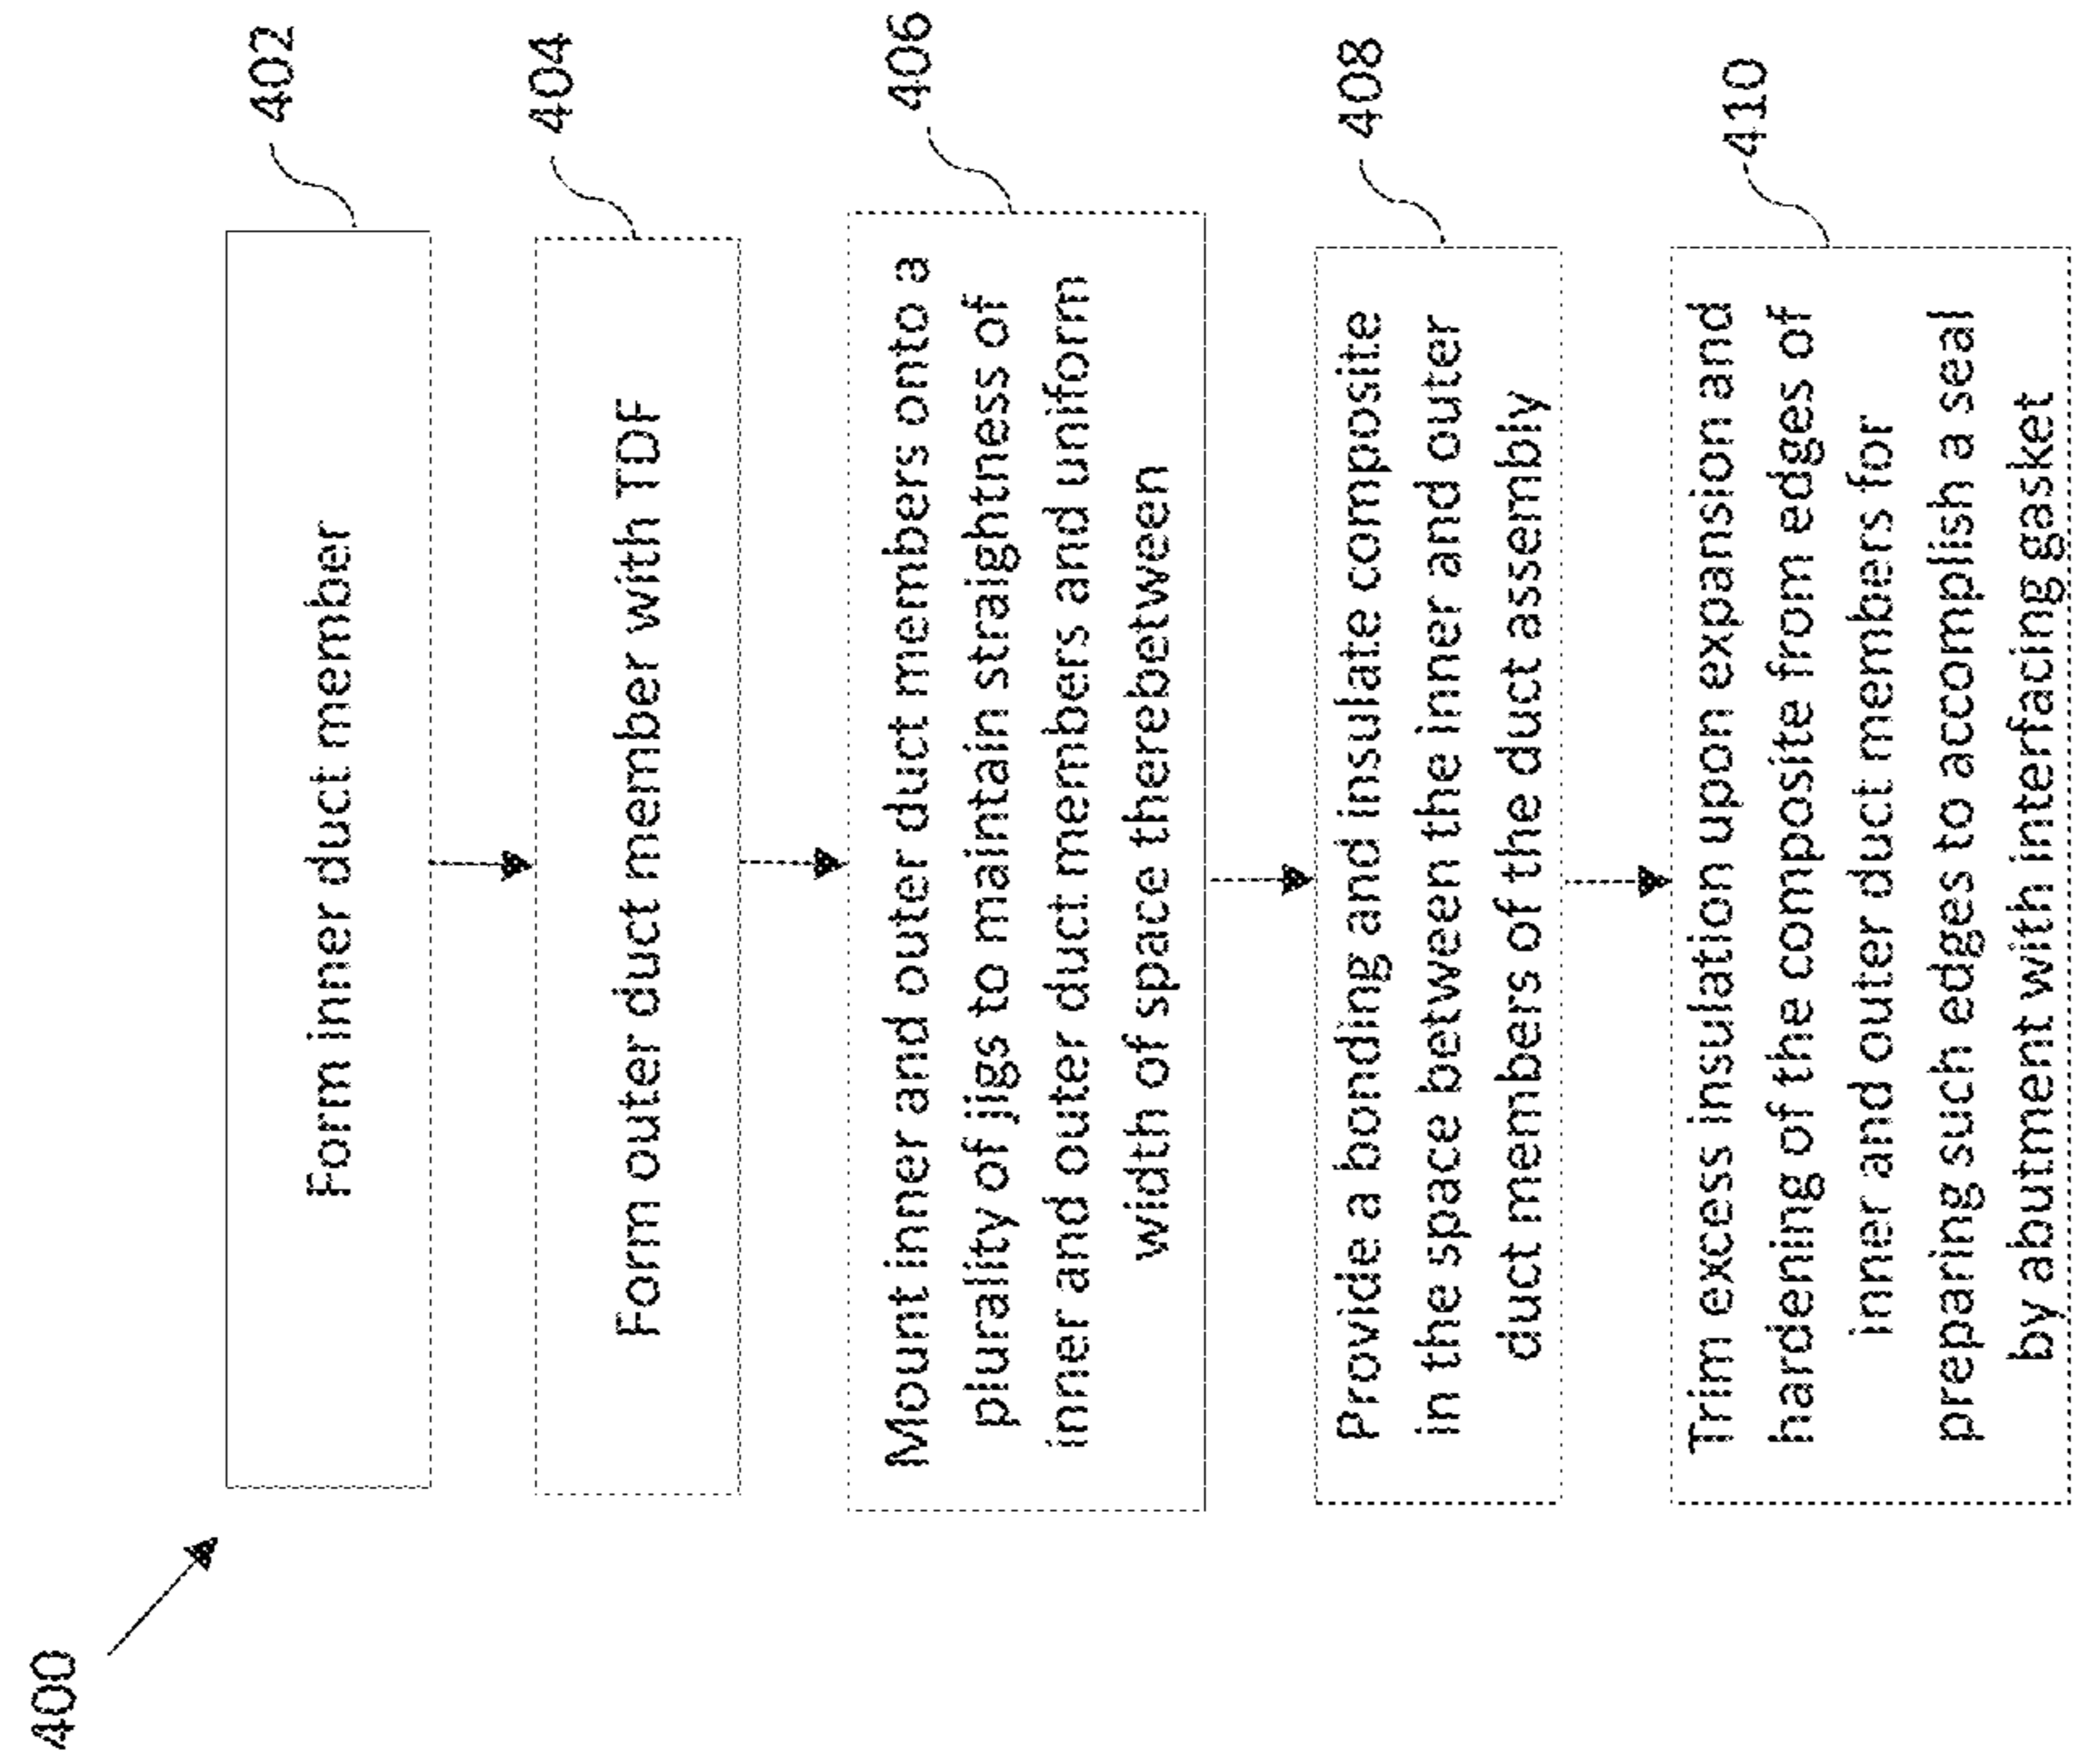 400
402
Form inner duct member
404
Form outer duct member with TDF
406
Mount inner and outer duct members onto a
plurality of jigs to maintain straightness of
inner and outer duct members and uniform
width of space therebetween
408
Provide a bonding and insulate composite
in the space between the inner and outer
duct members of the duct assembly
410
Trim excess insulation upon expansion and
hardening of the composite from edges of
inner and outer duct members for
preparing such edges to accomplish a seal
by abutment with interfacing gasket